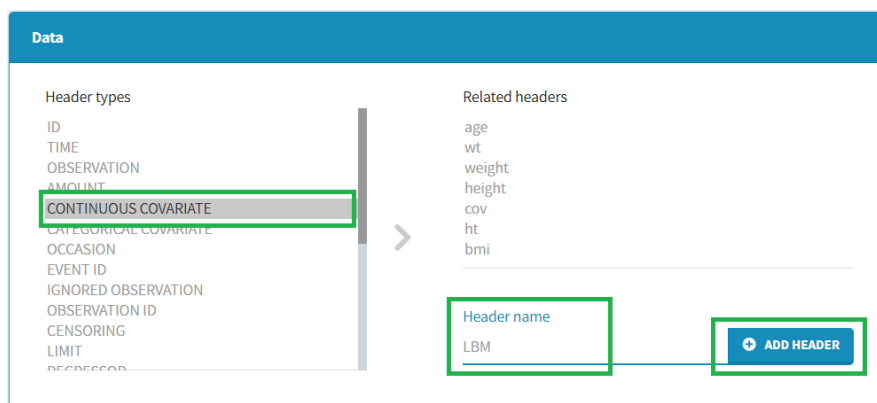 Data
Header types
ID
TIME
OBSERVATION
AMOUNT
CONTINUOUS COVARIATE
CATEGORICAL COVARIATE
OCCASION
EVENT ID
IGNORED OBSERVATION
OBSERVATION ID
CENSORING
LIMIT
REGRESSOR
Related headers
age
wt
weight
height
cov
ht
bmi
Header name
LBM
ADD HEADER